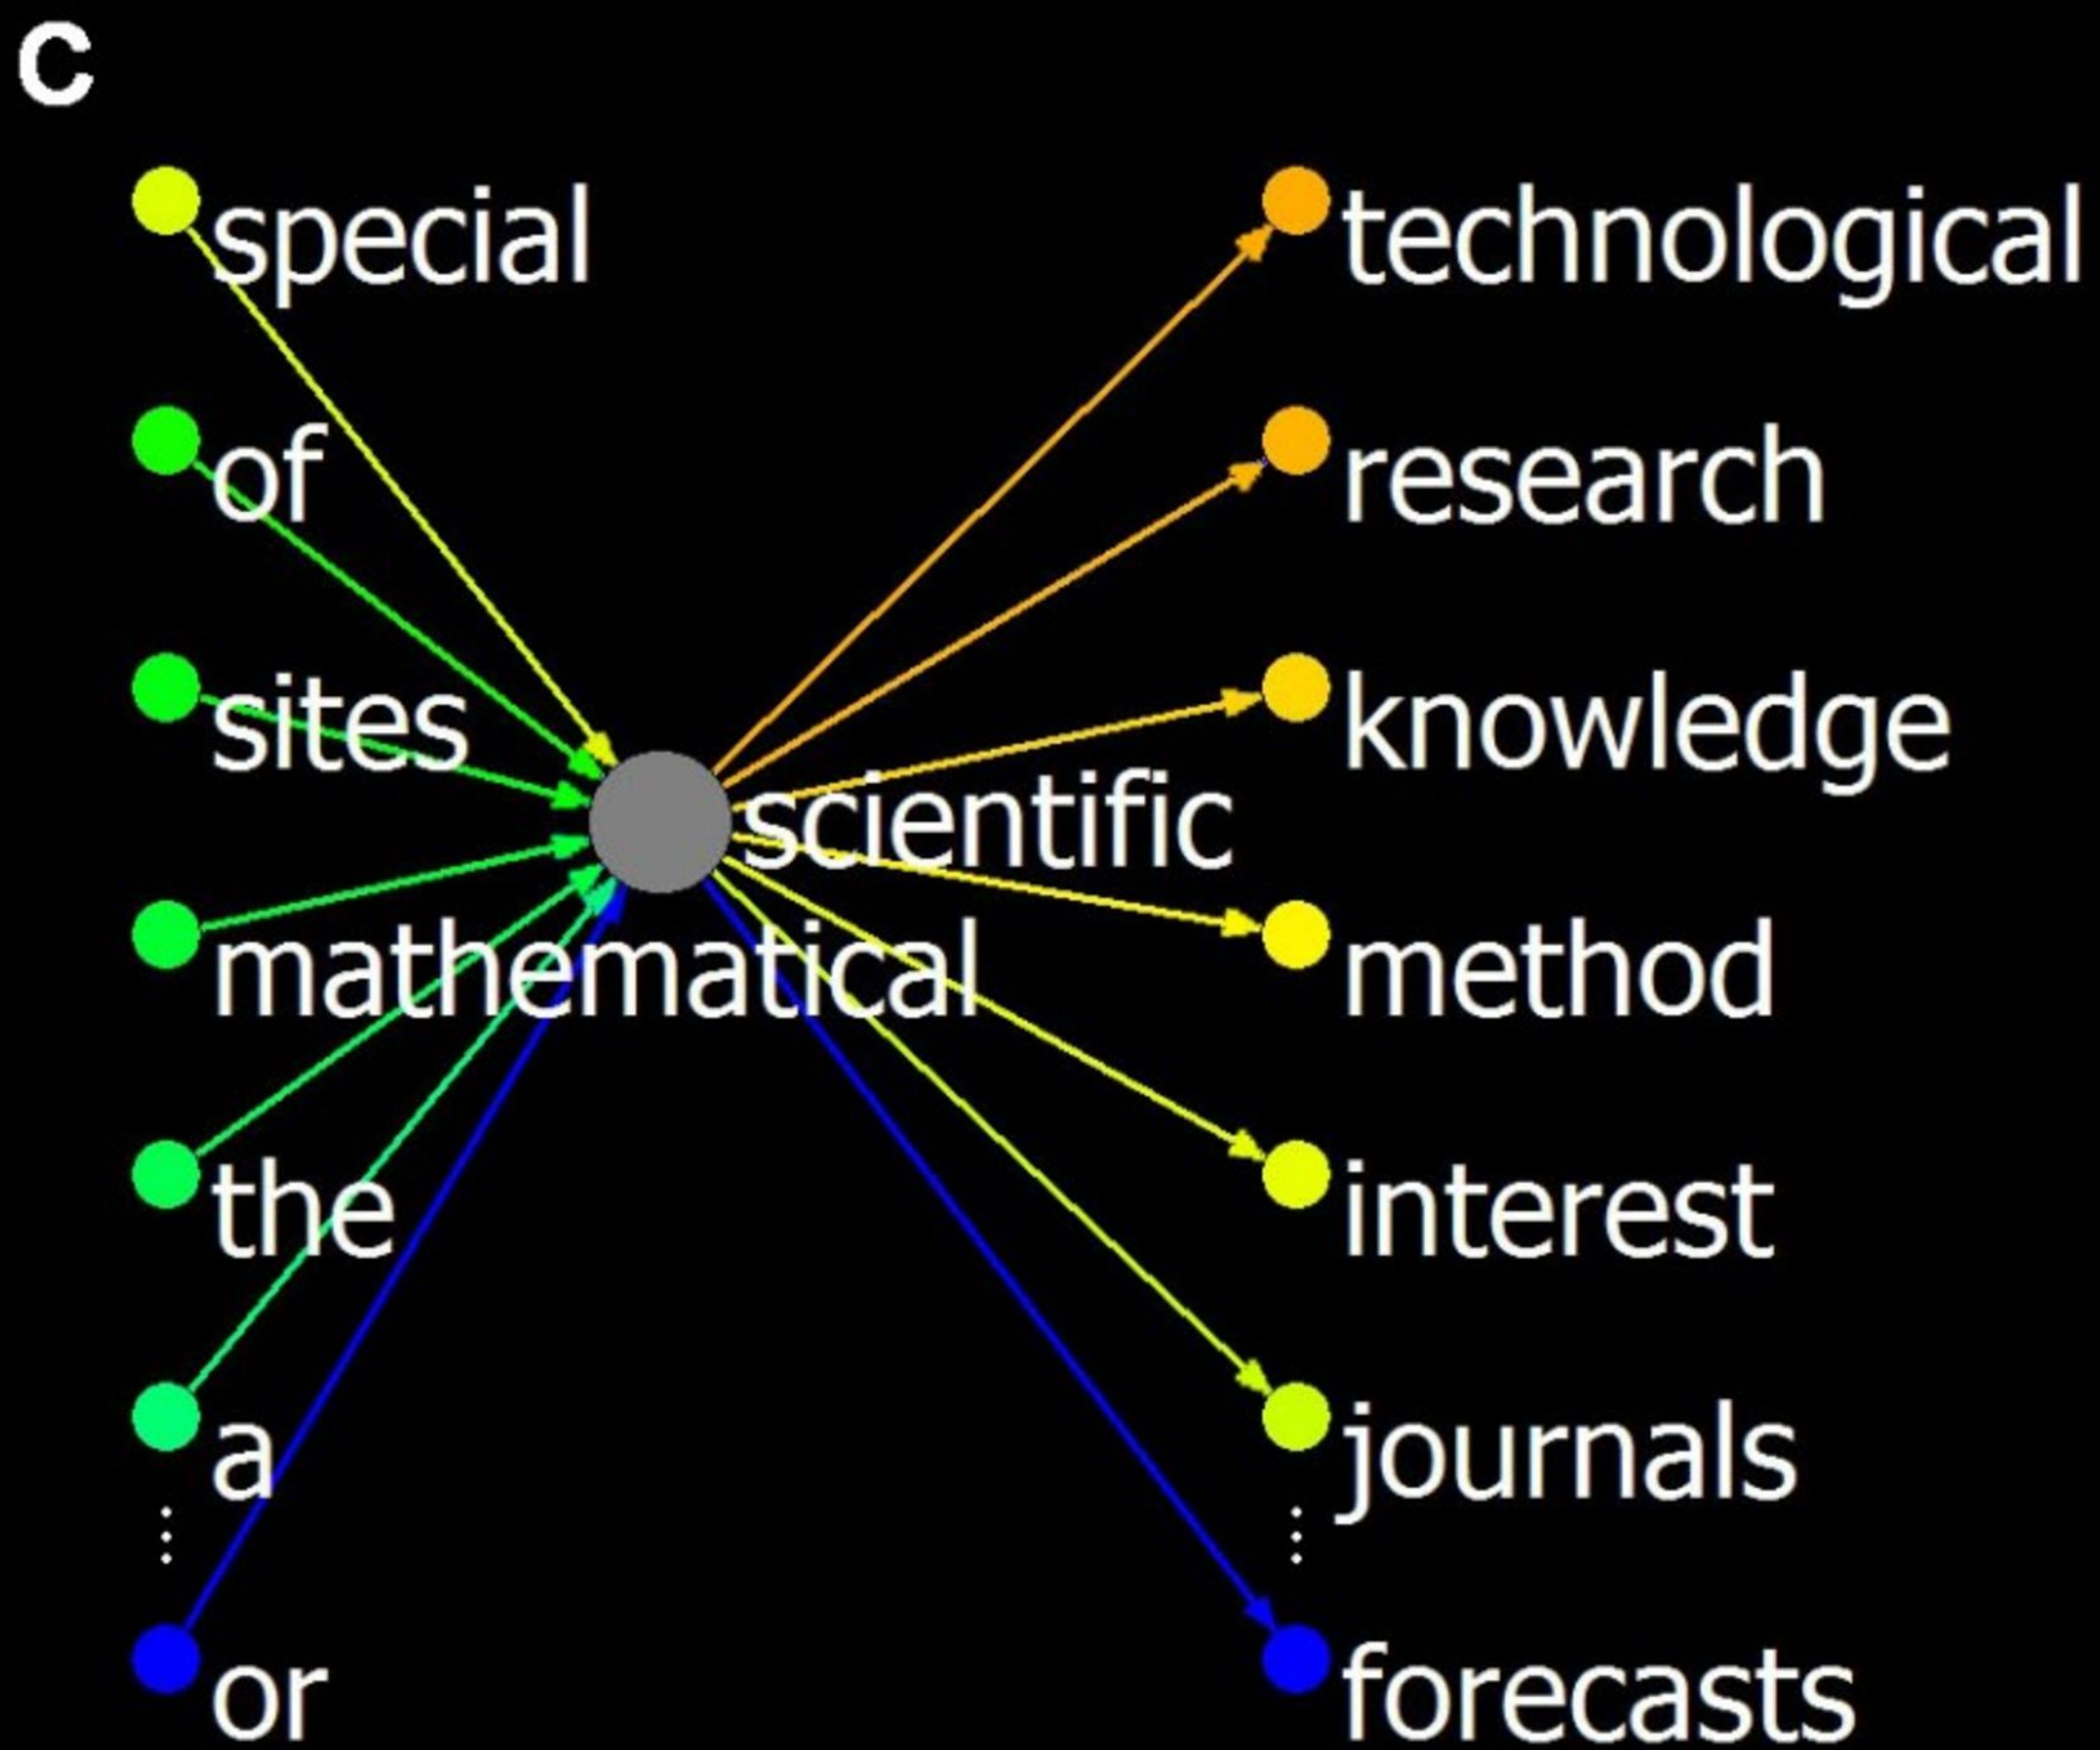 C
special
of
sites
mathematical
the
a
or
scientific
technological
research
knowledge
method
interest
journals
forecasts